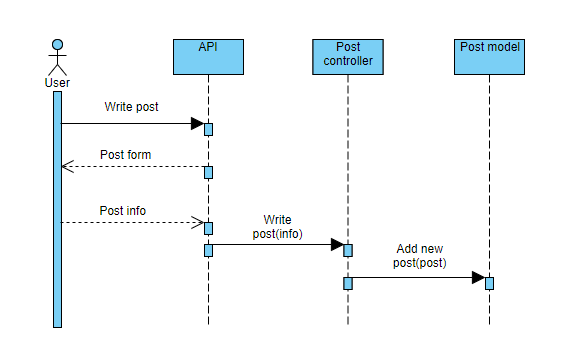 User
API
Post
controller
Post model
Write post
Post form
Post info
Write
post(info)
Add new
post(post)